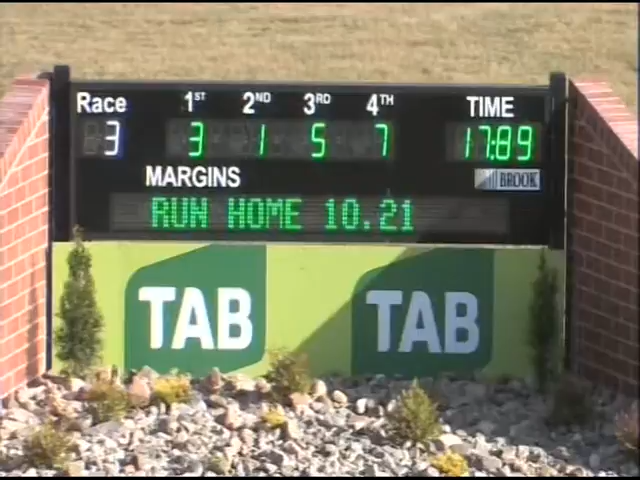 Race 1ST 2ND 3RD 4TH TIME
3 3 1 5 7 17:89
MARGINS BROOK
RUN HOME 10.21
TAB TAB